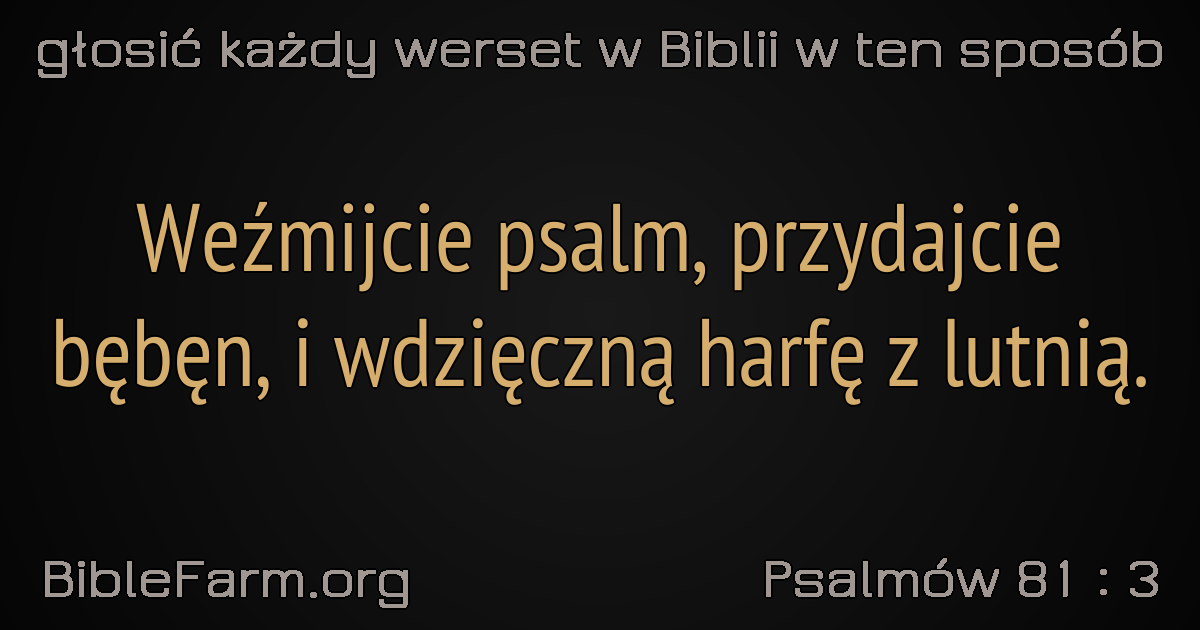 głosić każdy werset w Biblii w ten sposób
Weźmijcie psalm, przydajcie
bębęn, i wdzięczną harfę z lutnią.
BibleFarm.org
Psalmów 81 : 3